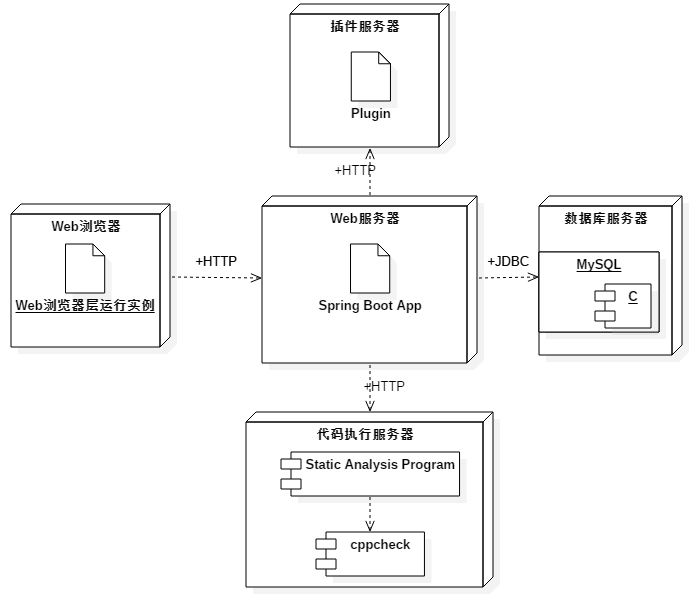 插件服务器
Plugin
+HTTP
Web浏览器
Web浏览器层运行实例
+HTTP
Web服务器
Spring Boot App
+JDBC
数据库服务器
MySQL
C
+HTTP
代码执行服务器
Static Analysis Program
cppcheck